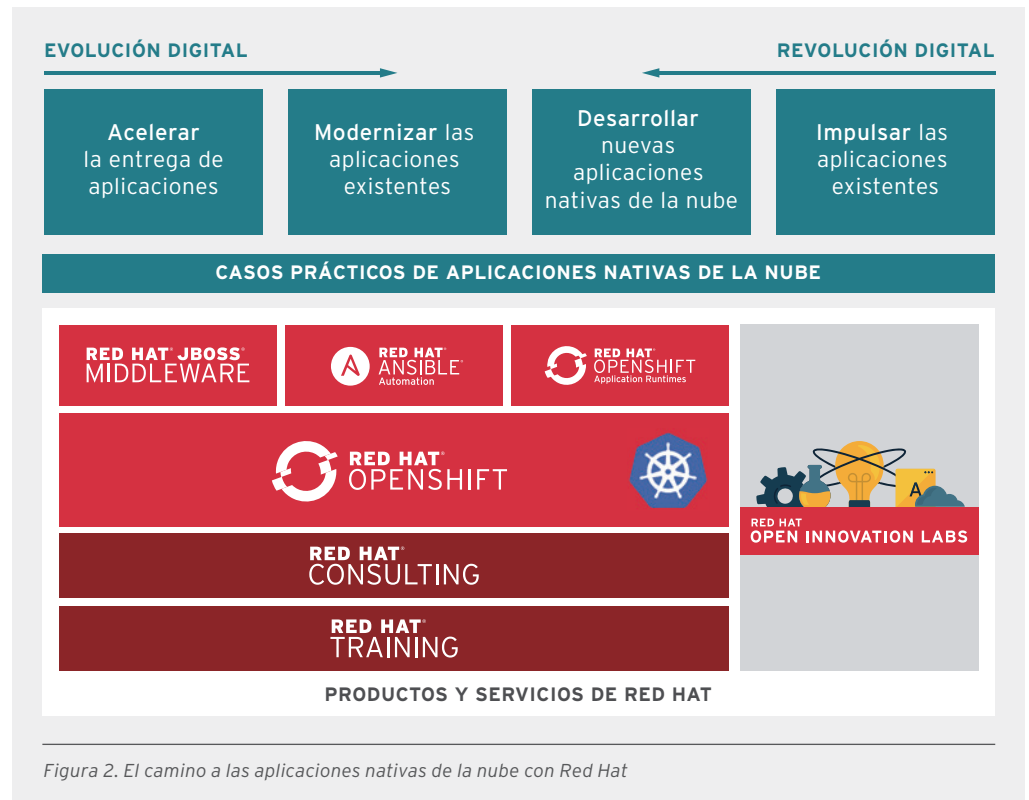 EVOLUCIÓN DIGITAL
REVOLUCIÓN DIGITAL
Acelerar
la entrega de
aplicaciones
Modernizar las
aplicaciones
existentes
Desarrollar
nuevas
aplicaciones
nativas de la nube
Impulsar las
aplicaciones
existentes
CASOS PRÁCTICOS DE APLICACIONES NATIVAS DE LA NUBE
RED HAT® JBOSS®
MIDDLEWARE
A
RED HAT®
ANSIBLE®
Automation
RED HAT®
OPENSHIFT
Application Runtimes
RED HAT®
OPENSHIFT
A
RED HAT
OPEN INNOVATION LABS
RED HAT®
CONSULTING
RED HAT®
TRAINING
PRODUCTOS Y SERVICIOS DE RED HAT
Figura 2. El camino a las aplicaciones nativas de la nube con Red Hat